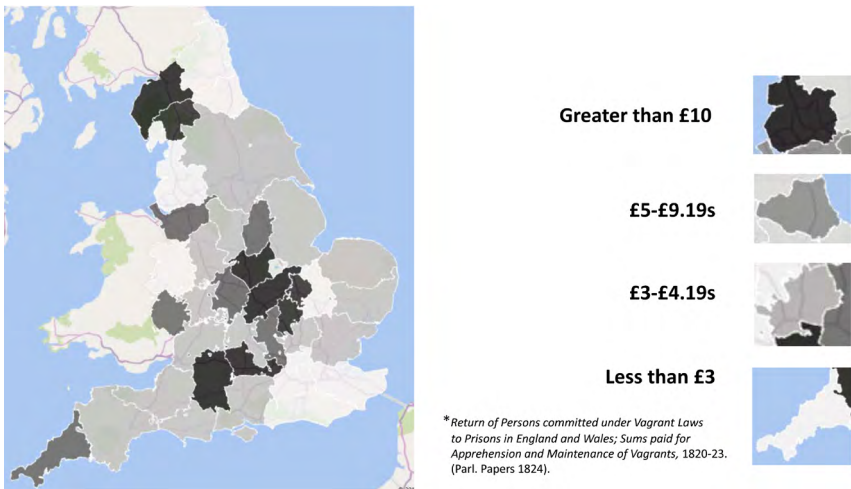 Greater than £10
£5-£9.19s
£3-£4.19s
Less than £3
*Return of Persons committed under Vagrant Laws
to Prisons in England and Wales; Sums paid for
Apprehension and Maintenance of Vagrants, 1820-23.
(Parl. Papers 1824).